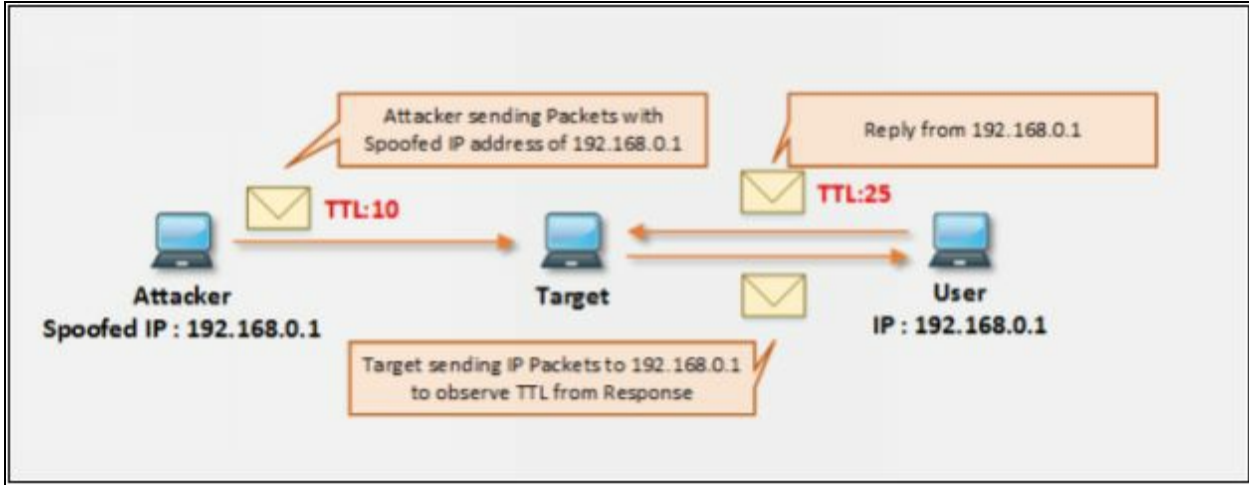 Attacker sending Packets with
Spoofed IP address of 192.168.0.1
Reply from 192.168.0.1
TTL:10
TTL:25
Attacker
Spoofed IP : 192.168.0.1
Target
User
IP : 192.168.0.1
Target sending IP Packets to 192.168.0.1
to observe TTL from Response